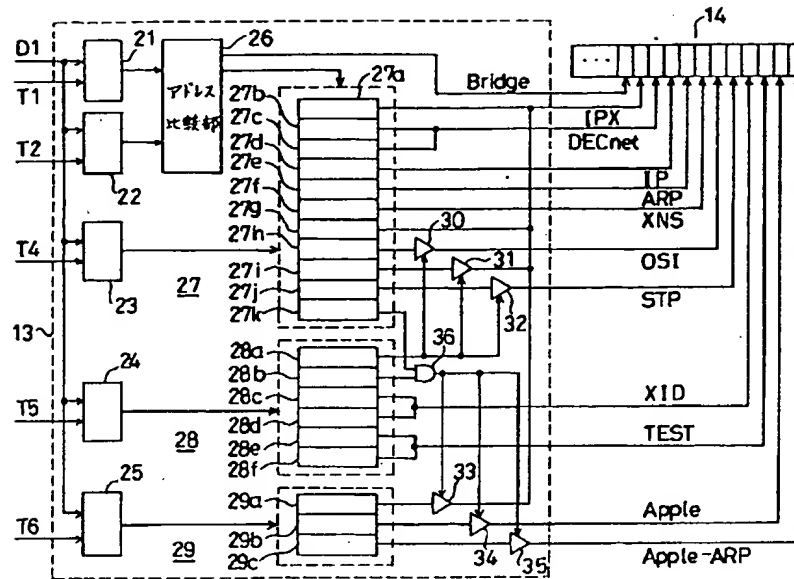 D1
T1
T2
T4
T5
T6
13
21
22
23
24
25
26
アドレス
比較部
27
28
29
27a
27b
27c
27d
27e
27f
27g
27h
27i
27j
27k
28a
28b
28c
28d
28e
28f
29a
29b
29c
30
31
32
36
33
34
35
14
...
Bridge
IPX
DECnet
IP
ARP
XNS
OSI
STP
XID
TEST
Apple
Apple-ARP